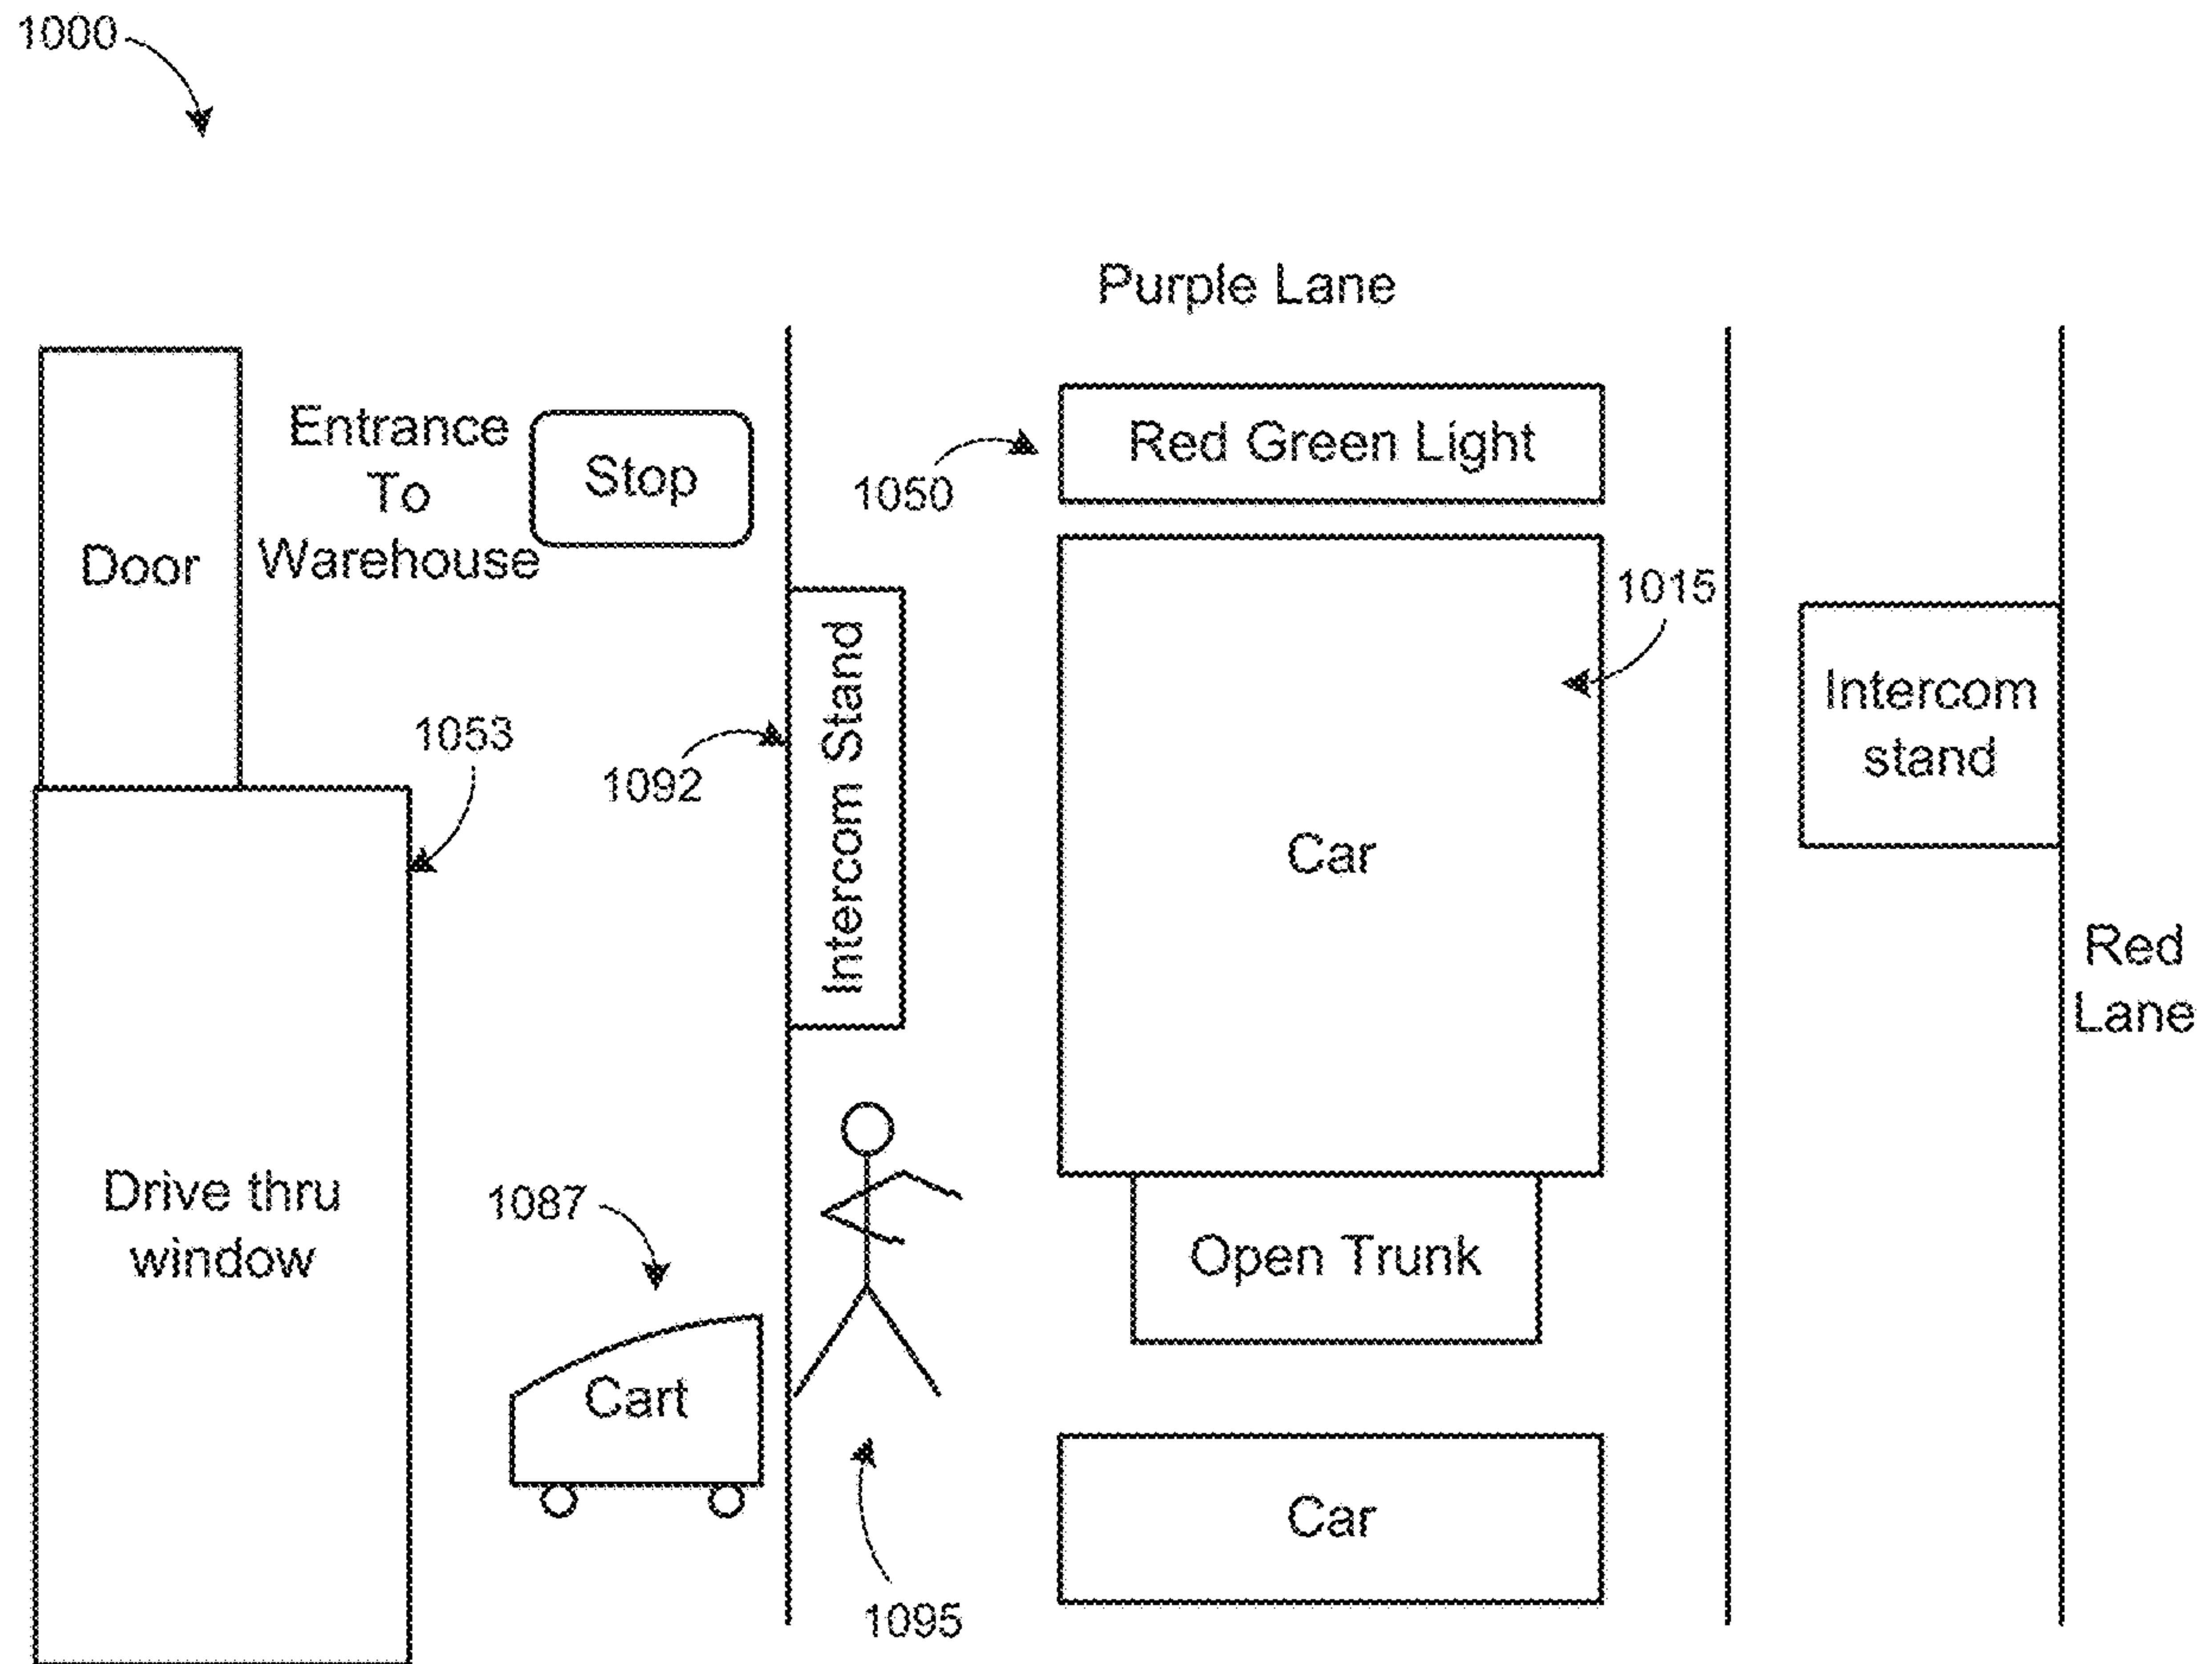 1000
Purple Lane
Entrance
To
Warehouse
Stop
Door
1050
Red Green Light
1015
1053
1092
Intercom Stand
Car
Intercom
stand
Red
Lane
Drive thru
window
1087
Open Trunk
Cart
Car
1095